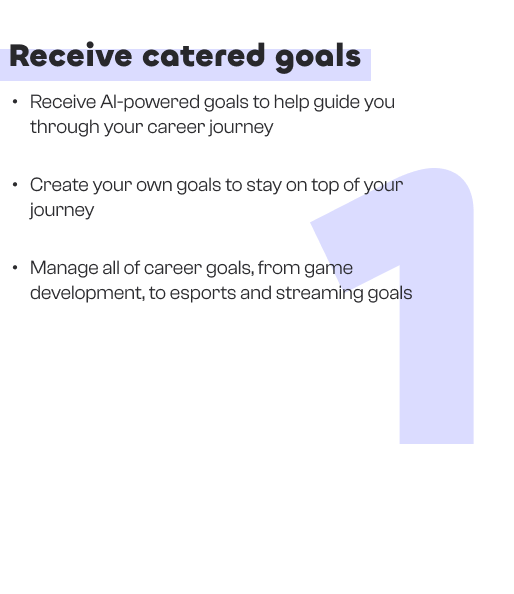 Receive catered goals
• Receive AI-powered goals to help guide you
through your career journey
• Create your own goals to stay on top of your
journey
• Manage all of career goals, from game
development, to esports and streaming goals
1